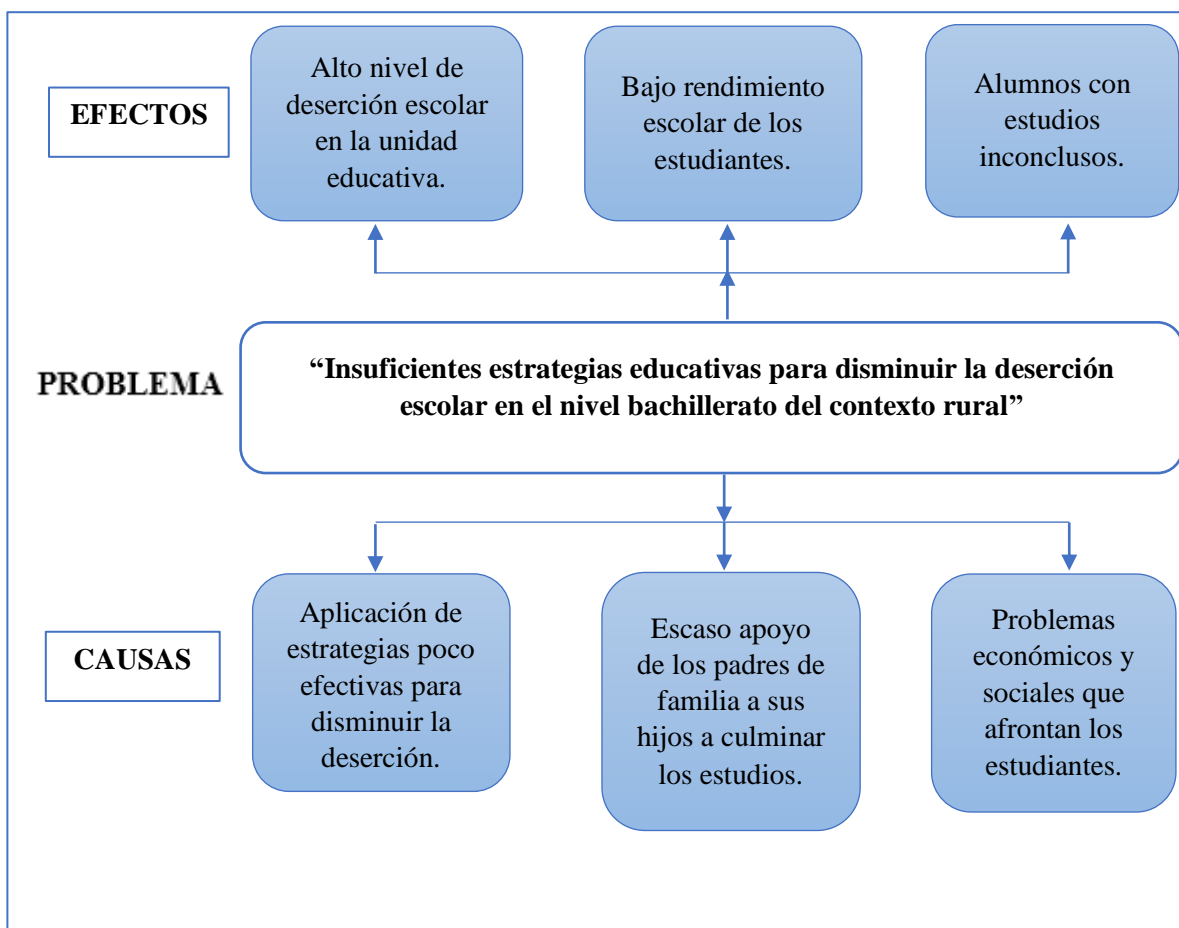 EFECTOS
Alto nivel de
deserción escolar
en la unidad
educativa.
Bajo rendimiento
escolar de los
estudiantes.
Alumnos con
estudios
inconclusos.
PROBLEMA
“Insuficientes estrategias educativas para disminuir la deserción
escolar en el nivel bachillerato del contexto rural”
CAUSAS
Aplicación de
estrategias poco
efectivas para
disminuir la
deserción.
Escaso apoyo
de los padres de
familia a sus
hijos a culminar
los estudios.
Problemas
económicos y
sociales que
afrontan los
estudiantes.